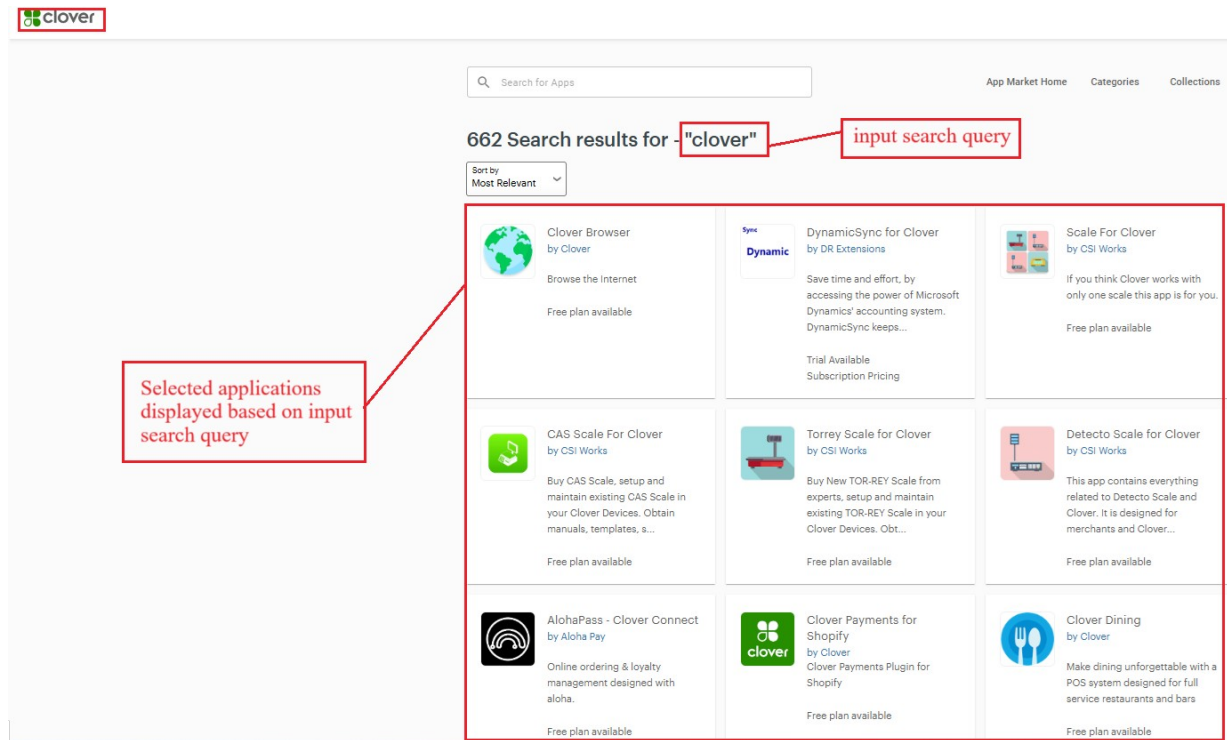 clover
Search for Apps
App Market Home Categories Collections
662 Search results for - "clover"
input search query
Sort by
Most Relevant
Clover Browser
by Clover
Browse the Internet
Free plan available
Sync
Dynamic
DynamicSync for Clover
by DR Extensions
Save time and effort, by
accessing the power of Microsoft
Dynamics' accounting system.
DynamicSync keeps...
Trial Available
Subscription Pricing
Scale For Clover
by CSI Works
If you think Clover works with
only one scale this app is for you.
Free plan available
Selected applications
displayed based on input
search query
CAS Scale For Clover
by CSI Works
Buy CAS Scale, setup and
maintain existing CAS Scale in
your Clover Devices. Obtain
manuals, templates, s...
Free plan available
Torrey Scale for Clover
by CSI Works
Buy New TOR-REY Scale from
experts, setup and maintain
existing TOR-REY Scale in your
Clover Devices. Obt...
Free plan available
Detecto Scale for Clover
by CSI Works
This app contains everything
related to Detecto Scale and
Clover. It is designed for
merchants and Clover...
Free plan available
AlohaPass - Clover Connect
by Aloha Pay
Online ordering & loyalty
management designed with
aloha.
Free plan available
clover
Clover Payments for
Shopify
by Clover
Clover Payments Plugin for
Shopify
Free plan available
Clover Dining
by Clover
Make dining unforgettable with a
POS system designed for full
service restaurants and bars
Free plan available